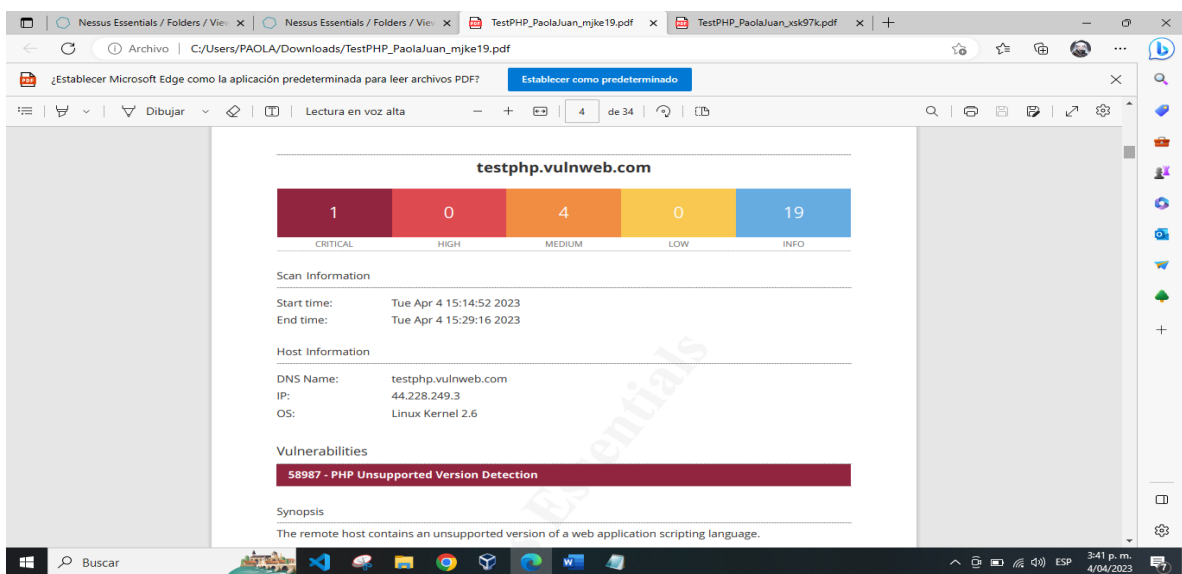 Nessus Essentials / Folders / Vie
Nessus Essentials / Folders / Vie
TestPHP_PaolaJuan_mjke19.pdf
TestPHP_PaolaJuan_xsk97k.pdf
Archivo | C:/Users/PAOLA/Downloads/TestPHP_PaolaJuan_mjke19.pdf
¿Establecer Microsoft Edge como la aplicación predeterminada para leer archivos PDF?
Establecer como predeterminado
Dibujar
Lectura en voz alta
4 de 34
testphp.vulnweb.com
1 0 4 0 19
CRITICAL HIGH MEDIUM LOW INFO
Scan Information
Start time: Tue Apr 4 15:14:52 2023
End time: Tue Apr 4 15:29:16 2023
Host Information
DNS Name: testphp.vulnweb.com
IP: 44.228.249.3
OS: Linux Kernel 2.6
Vulnerabilities
58987 - PHP Unsupported Version Detection
Synopsis
The remote host contains an unsupported version of a web application scripting language.
Essentials
Buscar
ESP
3:41 p. m.
4/04/2023